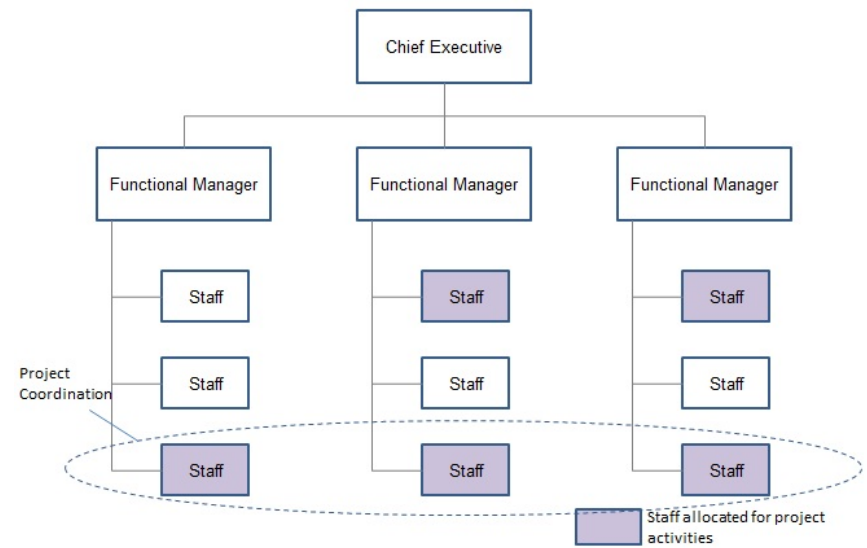 Chief Executive
Functional Manager
Functional Manager
Functional Manager
Staff
Staff
Staff
Staff
Staff
Staff
Project
Coordination
Staff
Staff
Staff
Staff allocated for project
activities